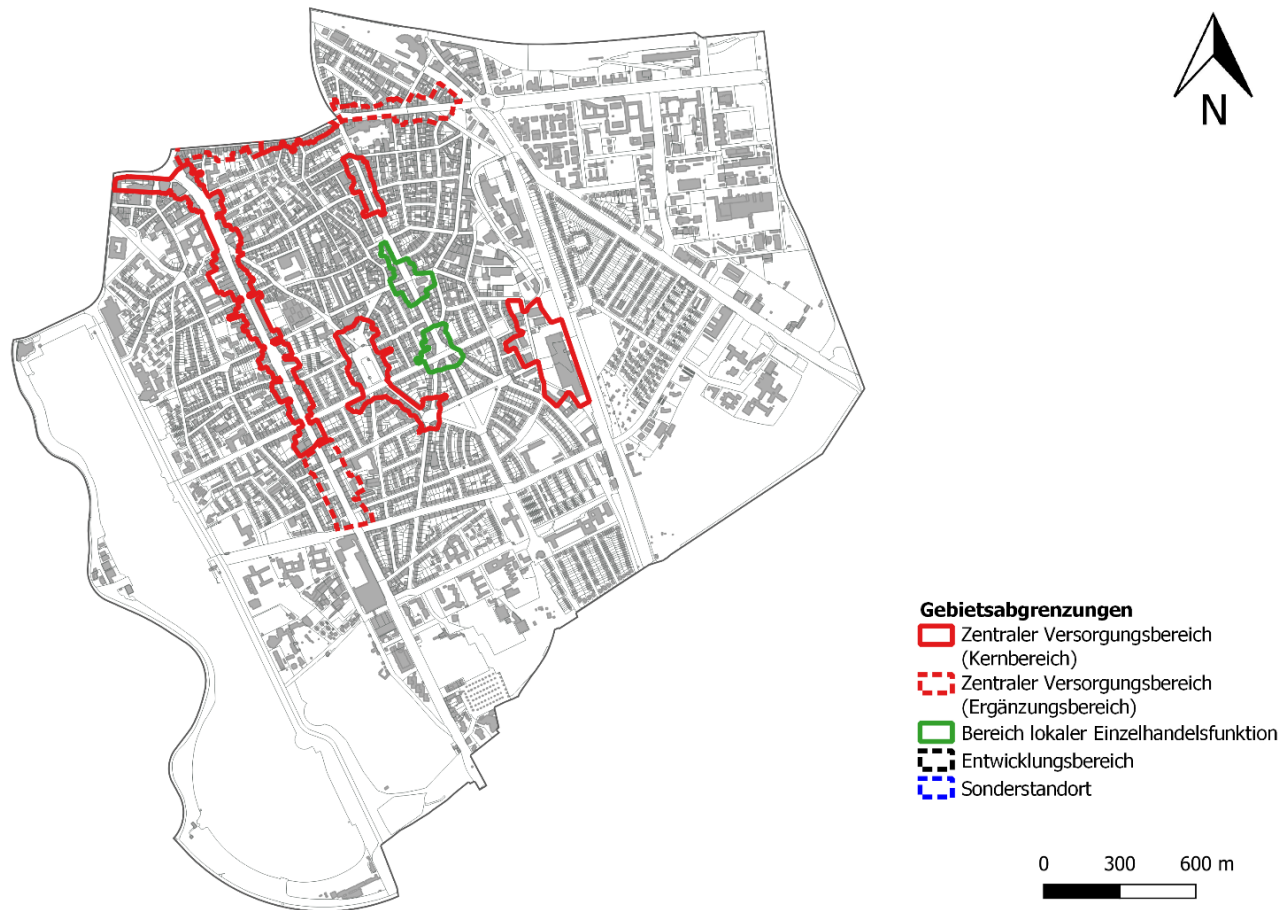 N
Gebietsabgrenzungen
Zentraler Versorgungsbereich
(Kernbereich)
Zentraler Versorgungsbereich
(Ergänzungsbereich)
Bereich lokaler Einzelhandelsfunktion
Entwicklungsbereich
Sonderstandort
0 300 600 m